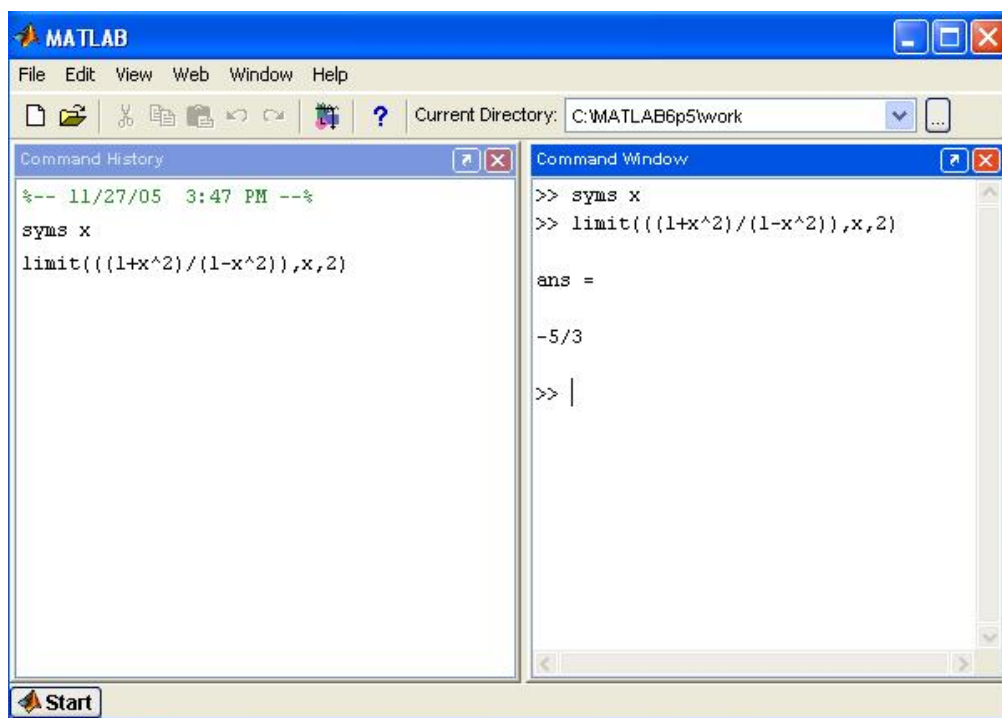 MATLAB
File Edit View Web Window Help
? Current Directory: C:\MATLAB6p5\work ...
Command History
%-- 11/27/05 3:47 PM --%
syms x
limit(((1+x^2)/(1-x^2)),x,2)
Command Window
>> syms x
>> limit(((1+x^2)/(1-x^2)),x,2)
ans =
-5/3
>>
Start